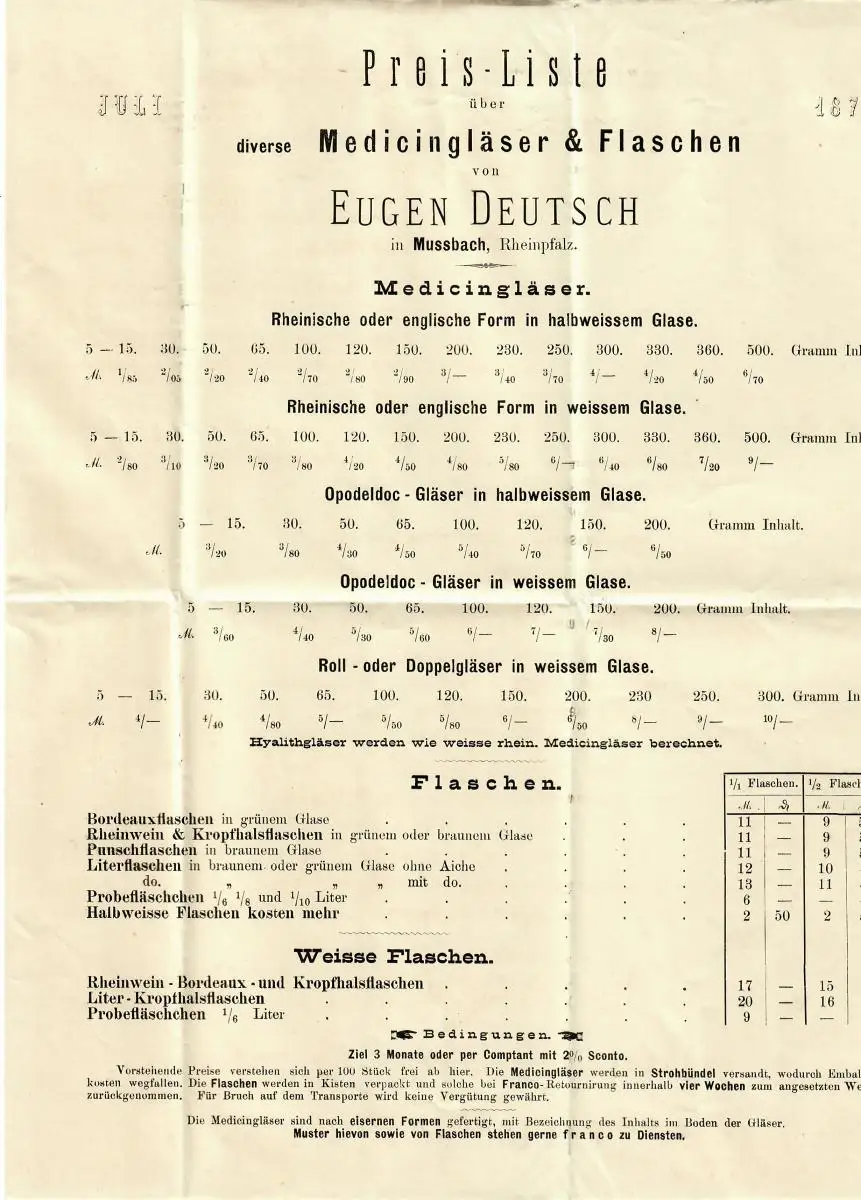 Preis-Liste
JULI 187
über
diverse Medicingläser & Flaschen
von
EUGEN DEUTSCH
in Mussbach, Rheinpfalz.
Medicingläser.
Rheinische oder englische Form in halbweissem Glase.
5 — 15. 30. 50. 65. 100. 120. 150. 200. 230. 250. 300. 330. 360. 500. Gramm Inh
M. 1/85 2/05 2/20 2/40 2/70 2/80 2/90 3/— 3/40 3/70 4/— 4/20 4/50 6/70
Rheinische oder englische Form in weissem Glase.
5 — 15. 30. 50. 65. 100. 120. 150. 200. 230. 250. 300. 330. 360. 500. Gramm Inh
M. 2/80 3/10 3/20 3/70 3/80 4/20 4/50 4/80 5/80 6/— 6/40 6/80 7/20 9/—
Opodeldoc-Gläser in halbweissem Glase.
5 — 15. 30. 50. 65. 100. 120. 150. 200. Gramm Inhalt.
M. 3/20 3/80 4/30 4/50 5/40 5/70 6/— 6/50
Opodeldoc-Gläser in weissem Glase.
5 — 15. 30. 50. 65. 100. 120. 150. 200. Gramm Inhalt.
M. 3/60 4/40 5/30 5/60 6/— 7/— 7/30 8/—
Roll-oder Doppelgläser in weissem Glase.
5 — 15. 30. 50. 65. 100. 120. 150. 200. 230 250. 300. Gramm In
M. 4/— 4/40 4/80 5/— 5/50 5/80 6/— 6/50 8/— 9/— 10/—
Hyalithgläser werden wie weisse rhein. Medicingläser berechnet.
Flaschen. 1/1 Flaschen. 1/2 Flasch
M. ₰ M.
Bordeauxflaschen in grünem Glase . . . . . . 11 — 9
Rheinwein & Kropfhalsflaschen in grünem oder braunem Glase . . . 11 — 9
Punschflaschen in braunem Glase . . . . . . 11 — 9
Literflaschen in braunem oder grünem Glase ohne Aiche . . . . 12 — 10
do. „ „ „ mit do. . . . . 13 — 11
Probefläschchen 1/6 1/8 und 1/10 Liter . . . . . . 6 — —
Halbweisse Flaschen kosten mehr . . . . . . 2 50 2
Weisse Flaschen.
Rheinwein-Bordeaux-und Kropfhalsflaschen . . . . . 17 — 15
Liter-Kropfhalsflaschen . . . . . . . 20 — 16
Probefläschchen 1/6 Liter . . . . . . . 9 — —
Bedingungen.
Ziel 3 Monate oder per Comptant mit 2% Sconto.
Vorstehende Preise verstehen sich per 100 Stück frei ab hier. Die Medicingläser werden in Strohbündel versandt, wodurch Embal
kosten wegfallen. Die Flaschen werden in Kisten verpackt und solche bei Franco-Retournirung innerhalb vier Wochen zum angesetzten We
zurückgenommen. Für Bruch auf dem Transporte wird keine Vergütung gewährt.
Die Medicingläser sind nach eisernen Formen gefertigt, mit Bezeichnung des Inhalts im Boden der Gläser.
Muster hievon sowie von Flaschen stehen gerne franco zu Diensten.